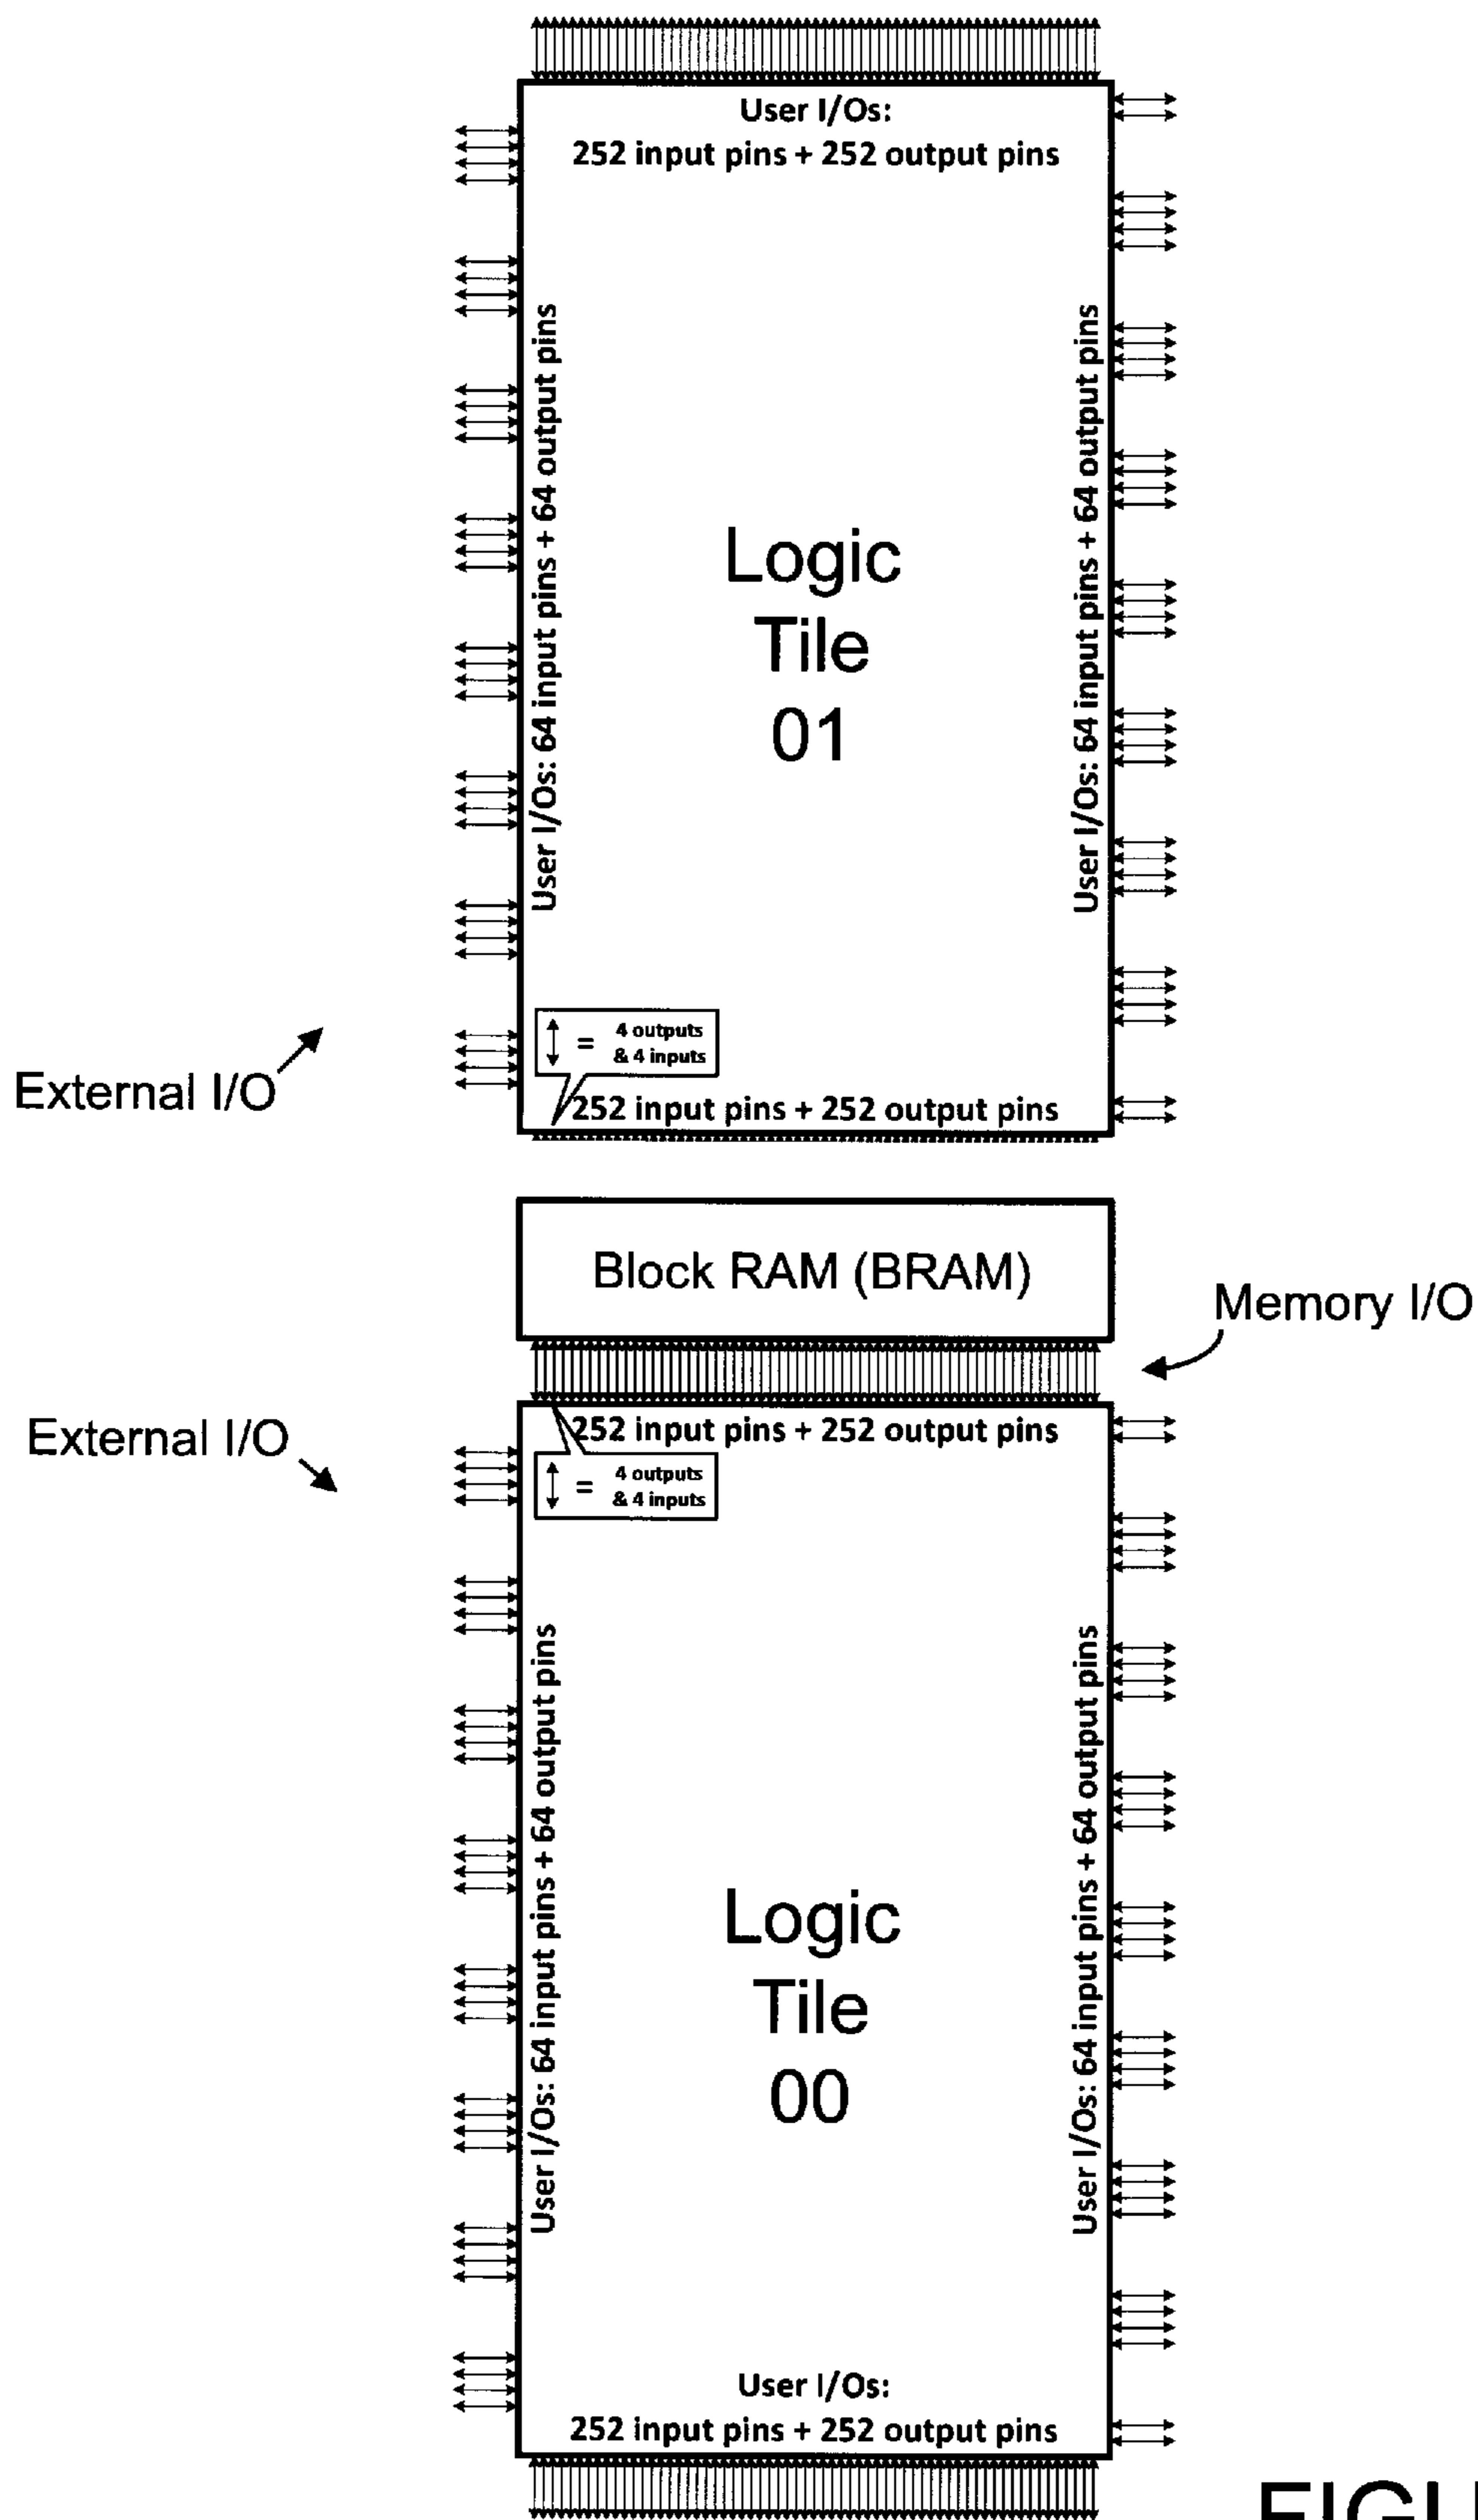 User I/Os:
252 input pins + 252 output pins
User I/Os: 64 input pins + 64 output pins
User I/Os: 64 input pins + 64 output pins
Logic
Tile
01
= 4 outputs
& 4 inputs
External I/O
252 input pins + 252 output pins
Block RAM (BRAM)
Memory I/O
External I/O
252 input pins + 252 output pins
= 4 outputs
& 4 inputs
User I/Os: 64 input pins + 64 output pins
User I/Os: 64 input pins + 64 output pins
Logic
Tile
00
User I/Os:
252 input pins + 252 output pins